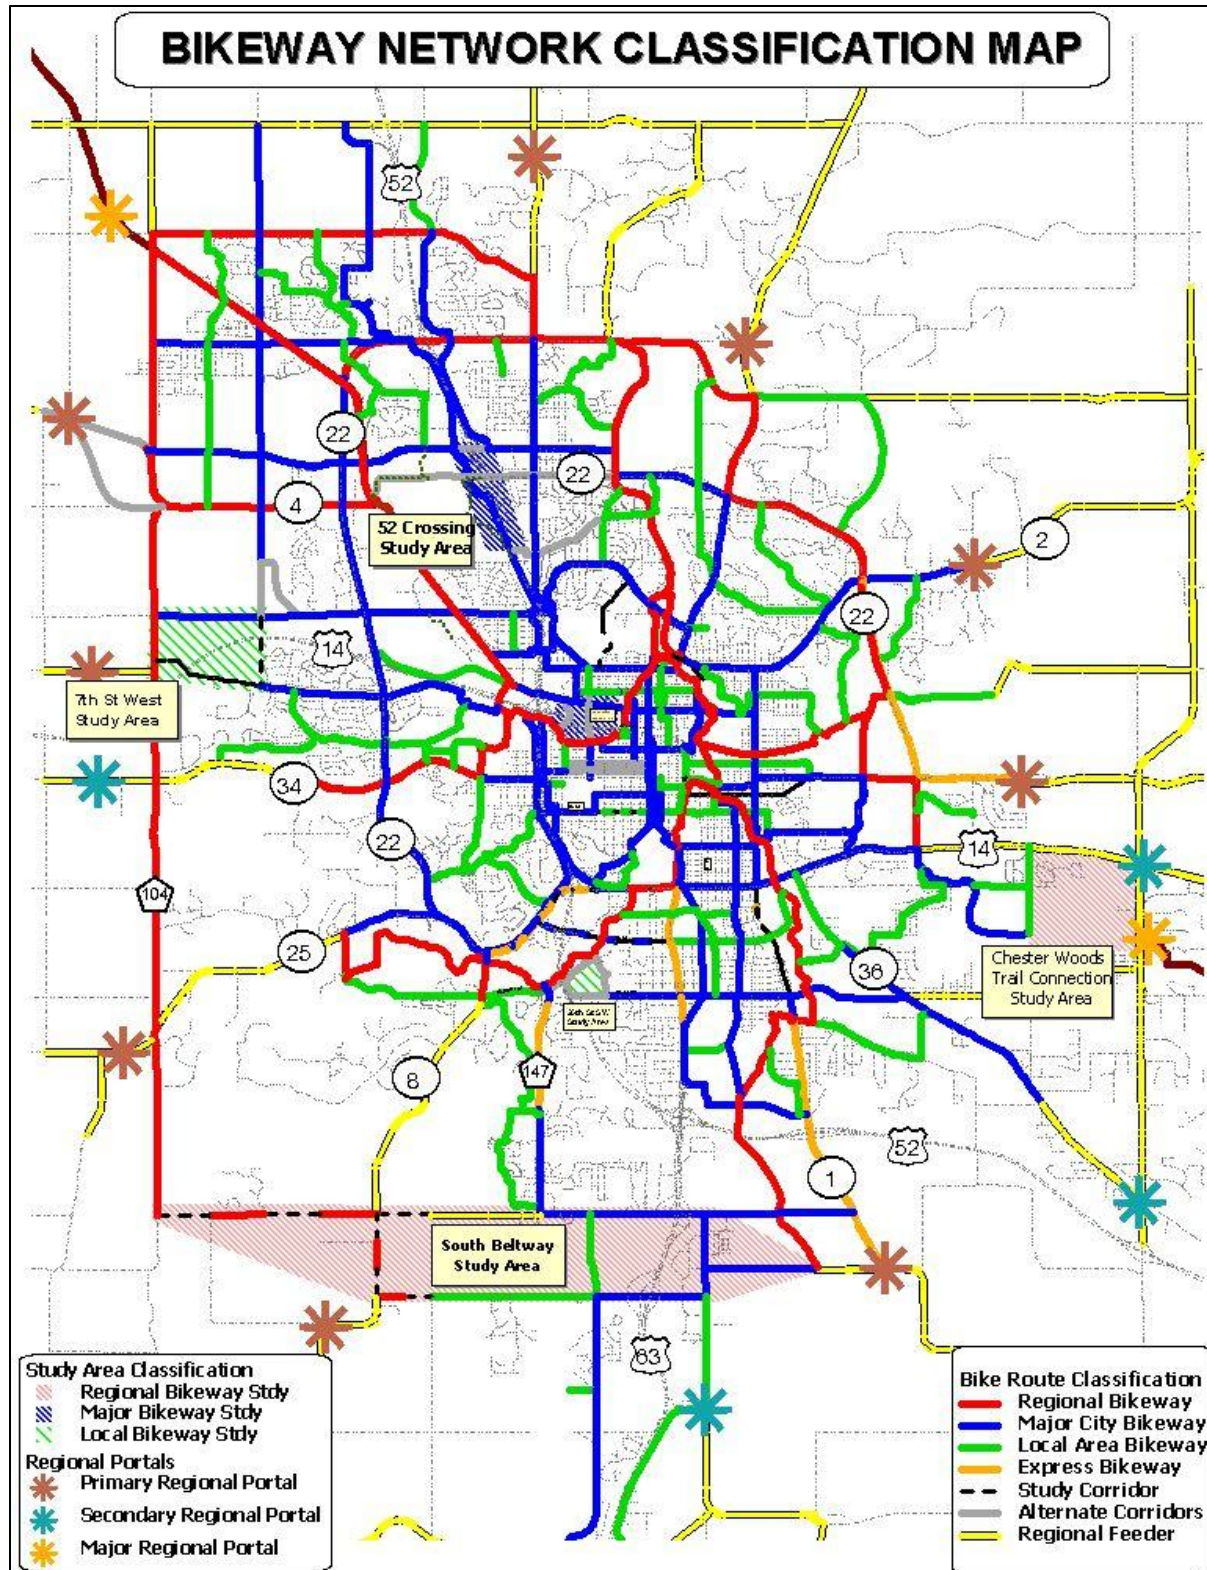 BIKEWAY NETWORK CLASSIFICATION MAP
52
22
22
4
52 Crossing
Study Area
2
22
14
7th St West
Study Area
34
22
14
104
25
36
Chester Woods
Trail Connection
Study Area
Study Area
8
147
52
1
South Beltway
Study Area
63
Study Area Classification
Regional Bikeway Stdy
Major Bikeway Stdy
Local Bikeway Stdy
Regional Portals
Primary Regional Portal
Secondary Regional Portal
Major Regional Portal
Bike Route Classification
Regional Bikeway
Major City Bikeway
Local Area Bikeway
Express Bikeway
Study Corridor
Alternate Corridors
Regional Feeder